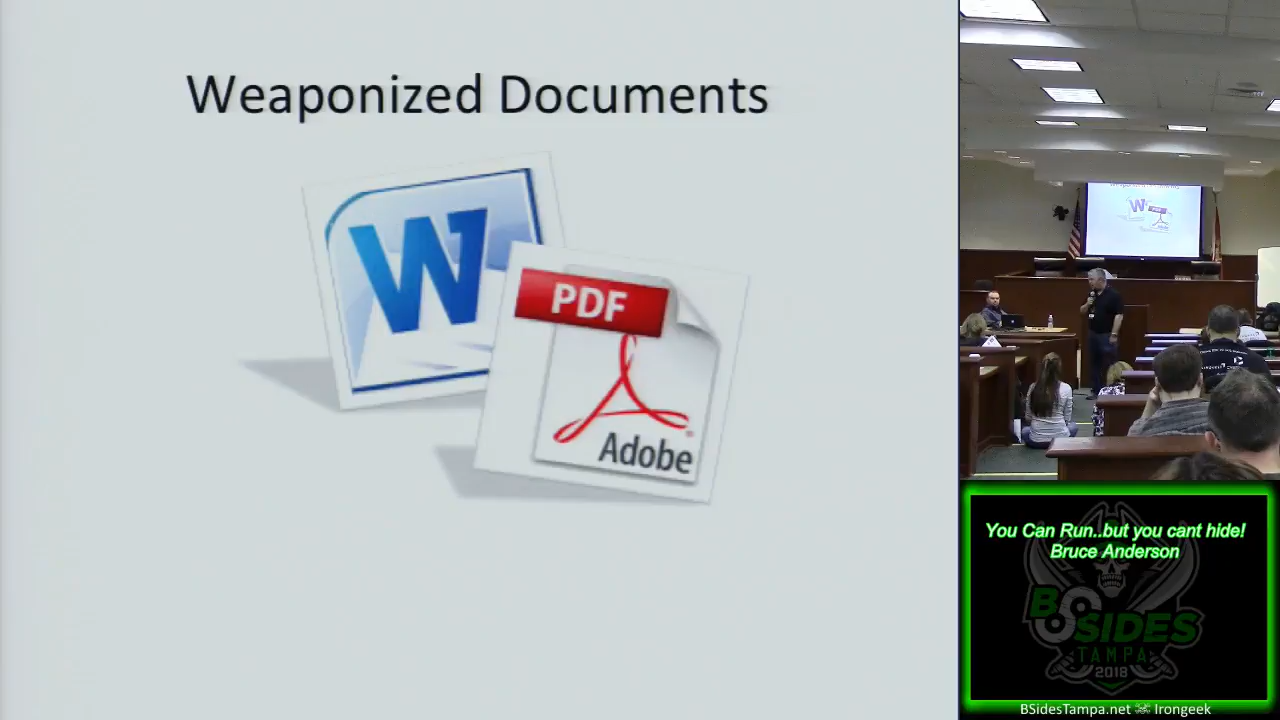 Weaponized Documents
W
PDF
Adobe
You Can Run..but you cant hide!
Bruce Anderson
BSIDES
TAMPA
2018
BSidesTampa.net Irongeek